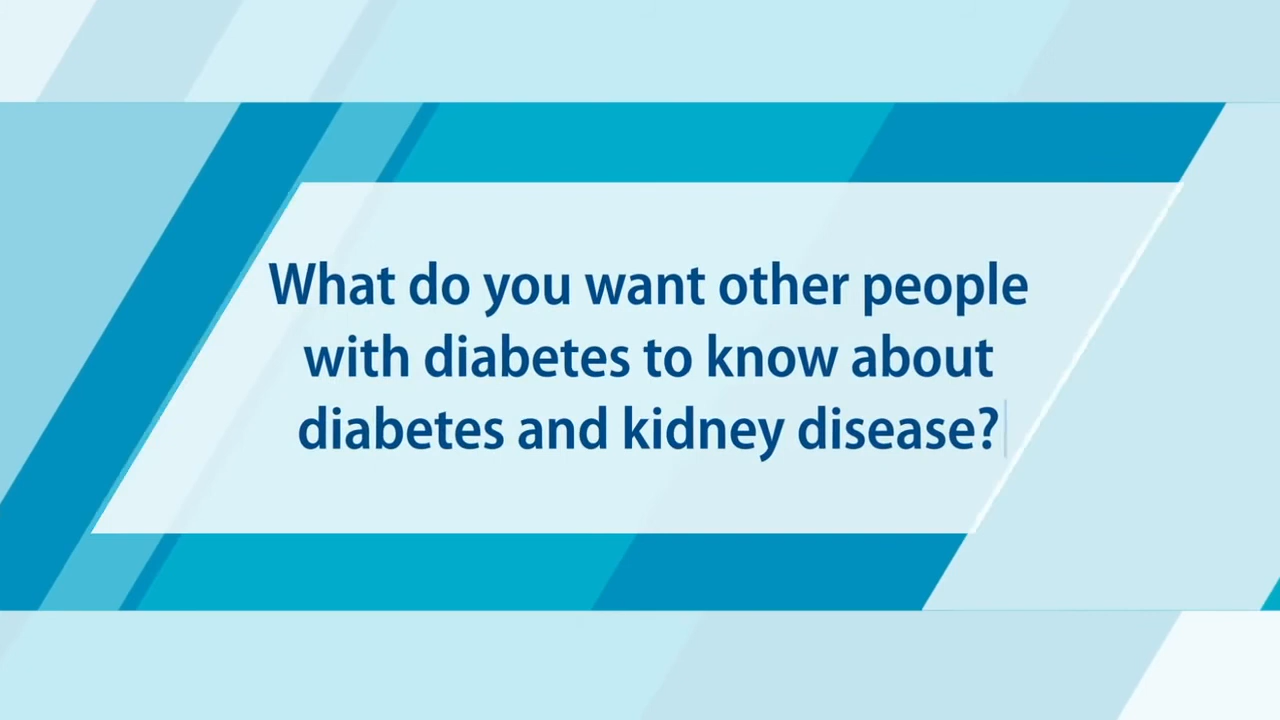 What do you want other people
with diabetes to know about
diabetes and kidney disease?